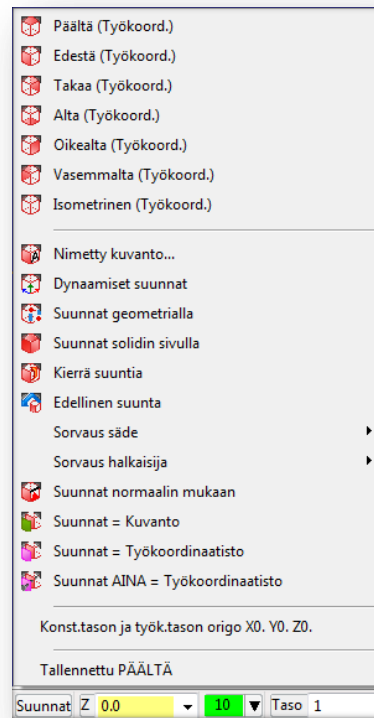 Päältä (Työkoord.)
Edestä (Työkoord.)
Takaa (Työkoord.)
Alta (Työkoord.)
Oikealta (Työkoord.)
Vasemmalta (Työkoord.)
Isometrinen (Työkoord.)
Nimetty kuvanto...
Dynaamiset suunnat
Suunnat geometrialla
Suunnat solidin sivulla
Kierrä suuntia
Edellinen suunta
Sorvaus säde
Sorvaus halkaisija
Suunnat normaalin mukaan
Suunnat = Kuvanto
Suunnat = Työkoordinaatisto
Suunnat AINA = Työkoordinaatisto
Konst.tason ja työk.tason origo X0. Y0. Z0.
Tallennettu PÄÄLTÄ
Suunnat Z 0.0 10 Taso 1